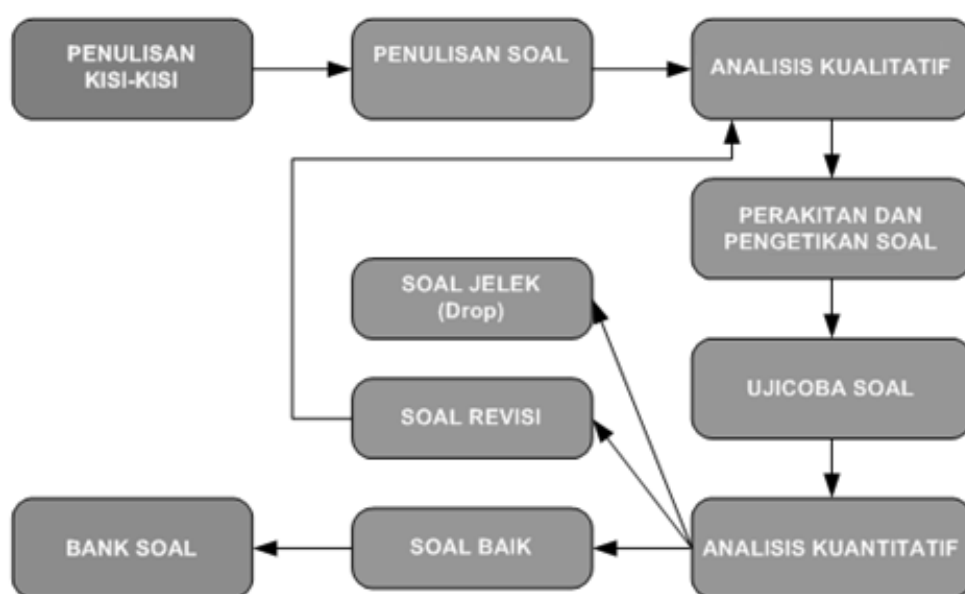 PENULISAN
KISI-KISI
PENULISAN SOAL
ANALISIS KUALITATIF
PERAKITAN DAN
PENGETIKAN SOAL
SOAL JELEK
(Drop)
UJICOBA SOAL
SOAL REVISI
BANK SOAL
SOAL BAIK
ANALISIS KUANTITATIF